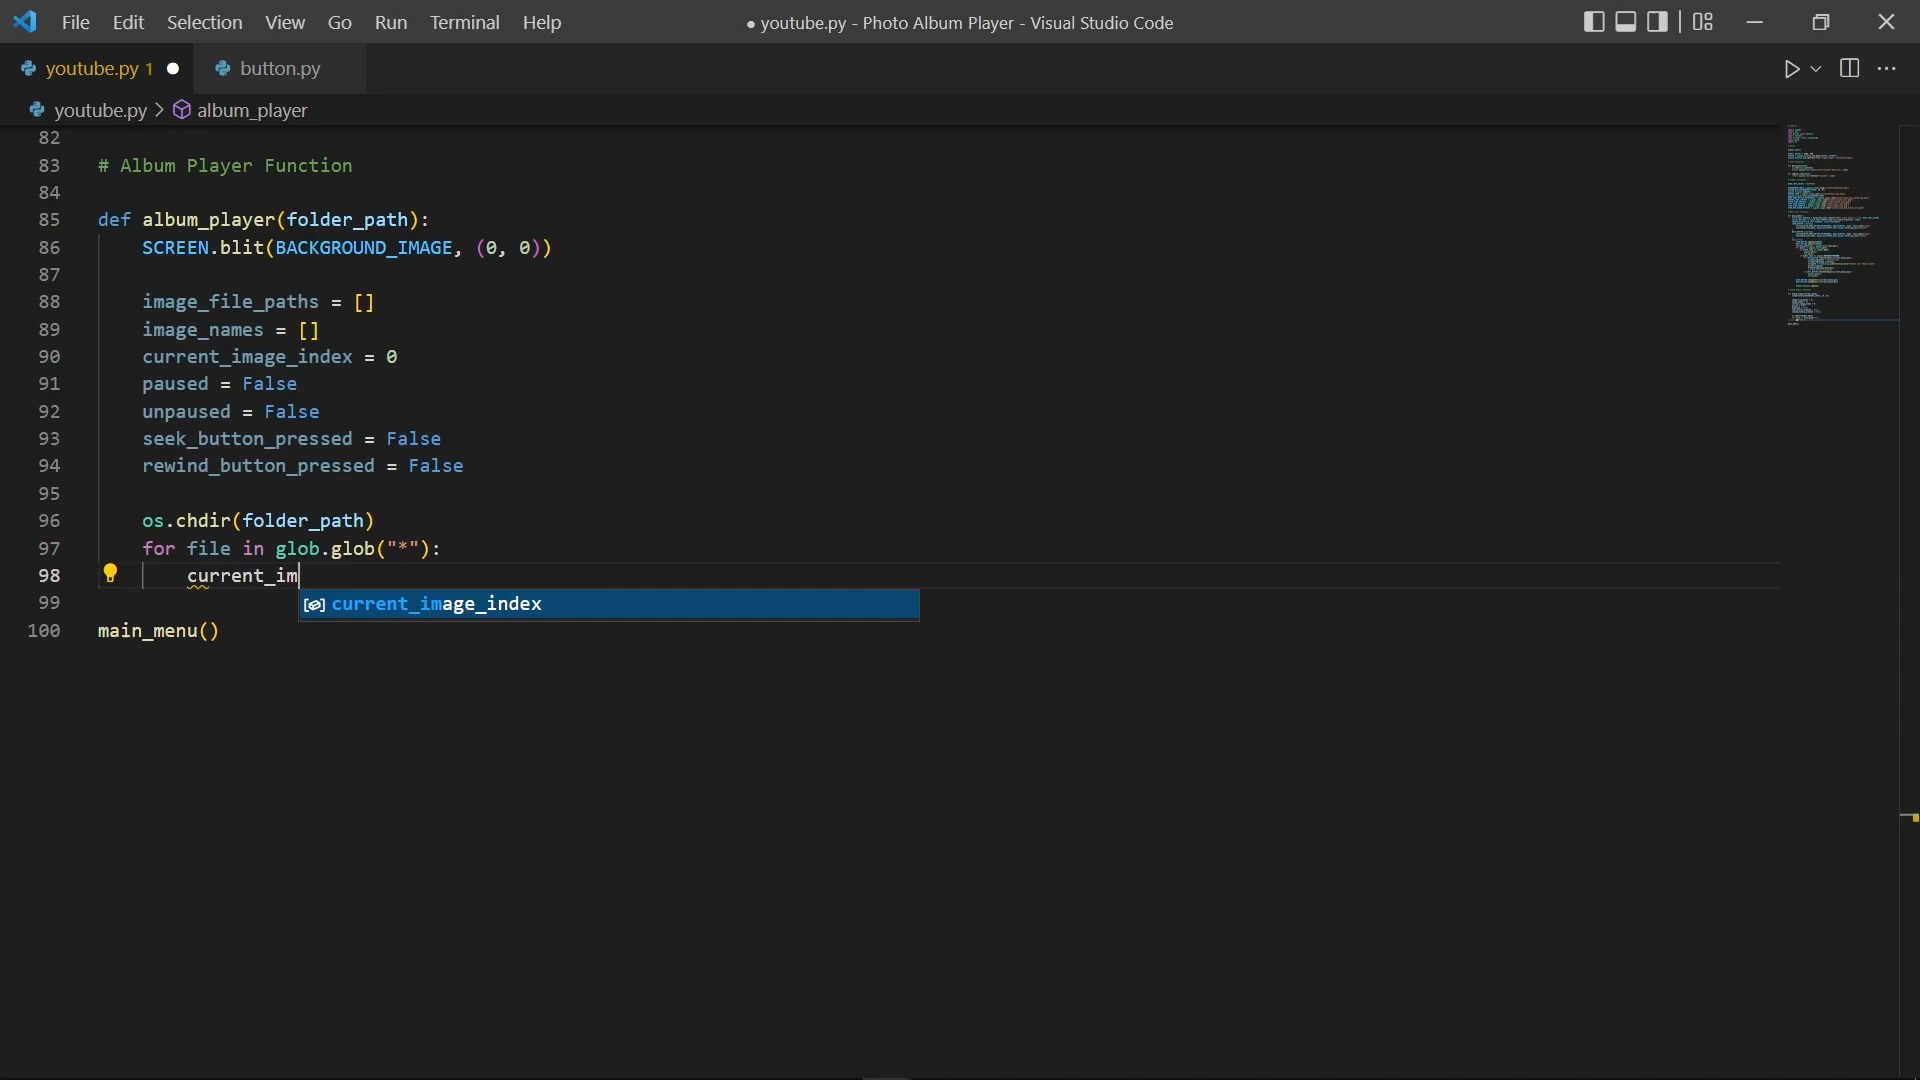 File Edit Selection View Go Run Terminal Help ● youtube.py - Photo Album Player - Visual Studio Code
youtube.py 1 ● button.py
youtube.py > album_player
82
83 # Album Player Function
84
85 def album_player(folder_path):
86 SCREEN.blit(BACKGROUND_IMAGE, (0, 0))
87
88 image_file_paths = []
89 image_names = []
90 current_image_index = 0
91 paused = False
92 unpaused = False
93 seek_button_pressed = False
94 rewind_button_pressed = False
95
96 os.chdir(folder_path)
97 for file in glob.glob("*"):
98 current_im
current_image_index
99
100 main_menu()